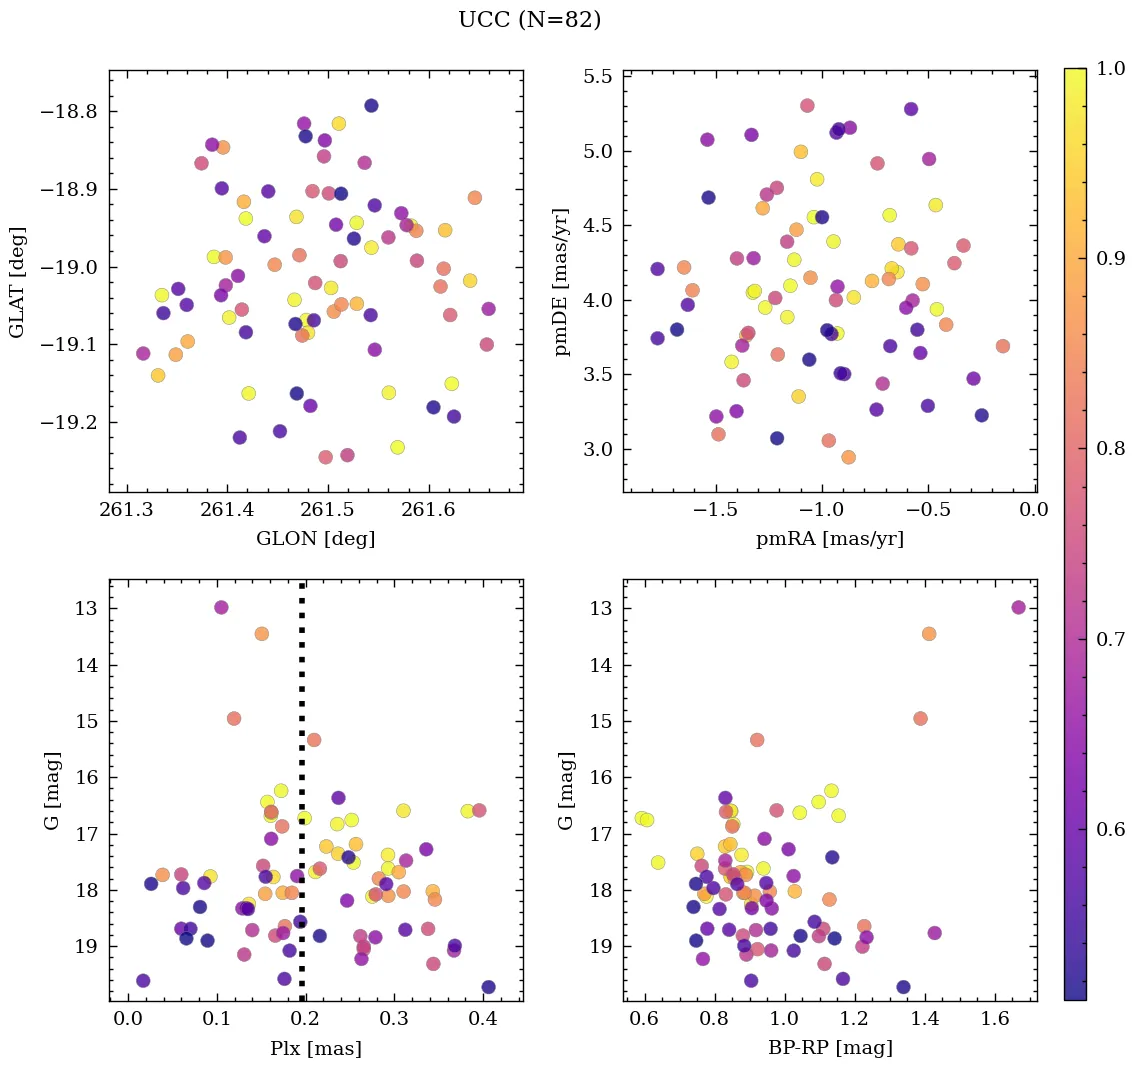 UCC (N=82)
−18.8
−18.9
−19.0
−19.1
−19.2
GLAT [deg]
261.3 261.4 261.5 261.6
GLON [deg]
5.5
5.0
4.5
4.0
3.5
3.0
pmDE [mas/yr]
−1.5 −1.0 −0.5 0.0
pmRA [mas/yr]
1.0
0.9
0.8
0.7
0.6
13
14
15
16
17
18
19
G [mag]
0.0 0.1 0.2 0.3 0.4
Plx [mas]
13
14
15
16
17
18
19
G [mag]
0.6 0.8 1.0 1.2 1.4 1.6
BP-RP [mag]